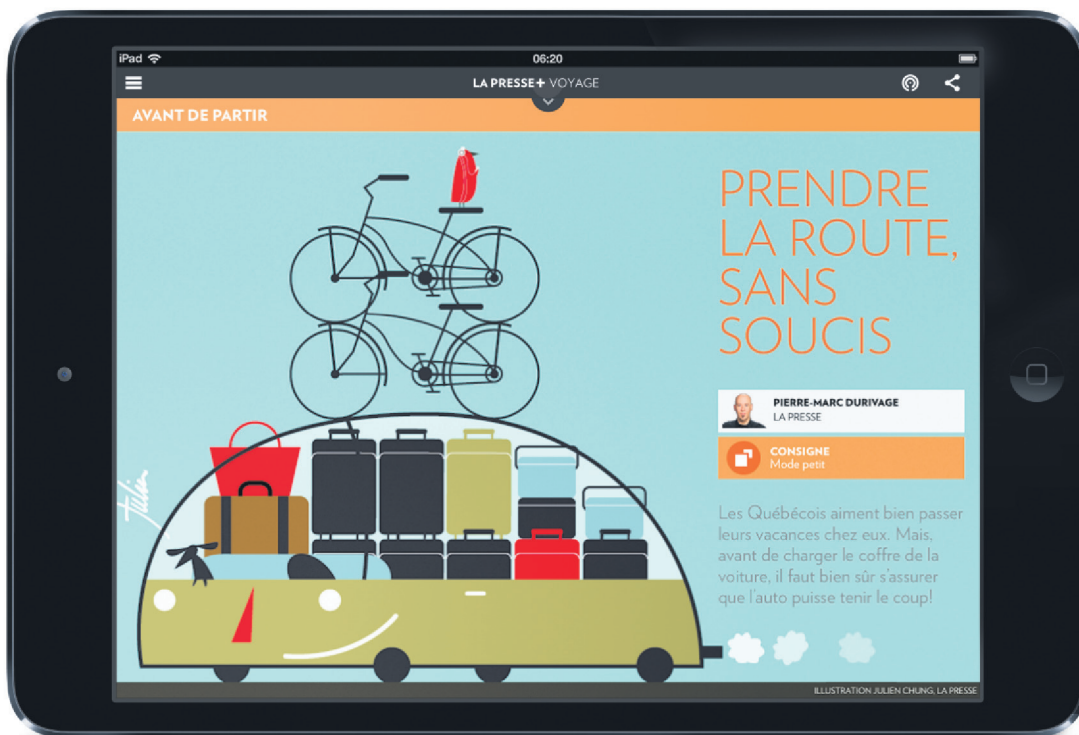 iPad 06:20
LA PRESSE+ VOYAGE
AVANT DE PARTIR
PRENDRE
LA ROUTE,
SANS
SOUCIS
PIERRE-MARC DURIVAGE
LA PRESSE
CONSIGNE
Mode petit
Les Québécois aiment bien passer
leurs vacances chez eux. Mais,
avant de charger le coffre de la
voiture, il faut bien sûr s'assurer
que l'auto puisse tenir le coup!
Julien
ILLUSTRATION JULIEN CHUNG, LA PRESSE